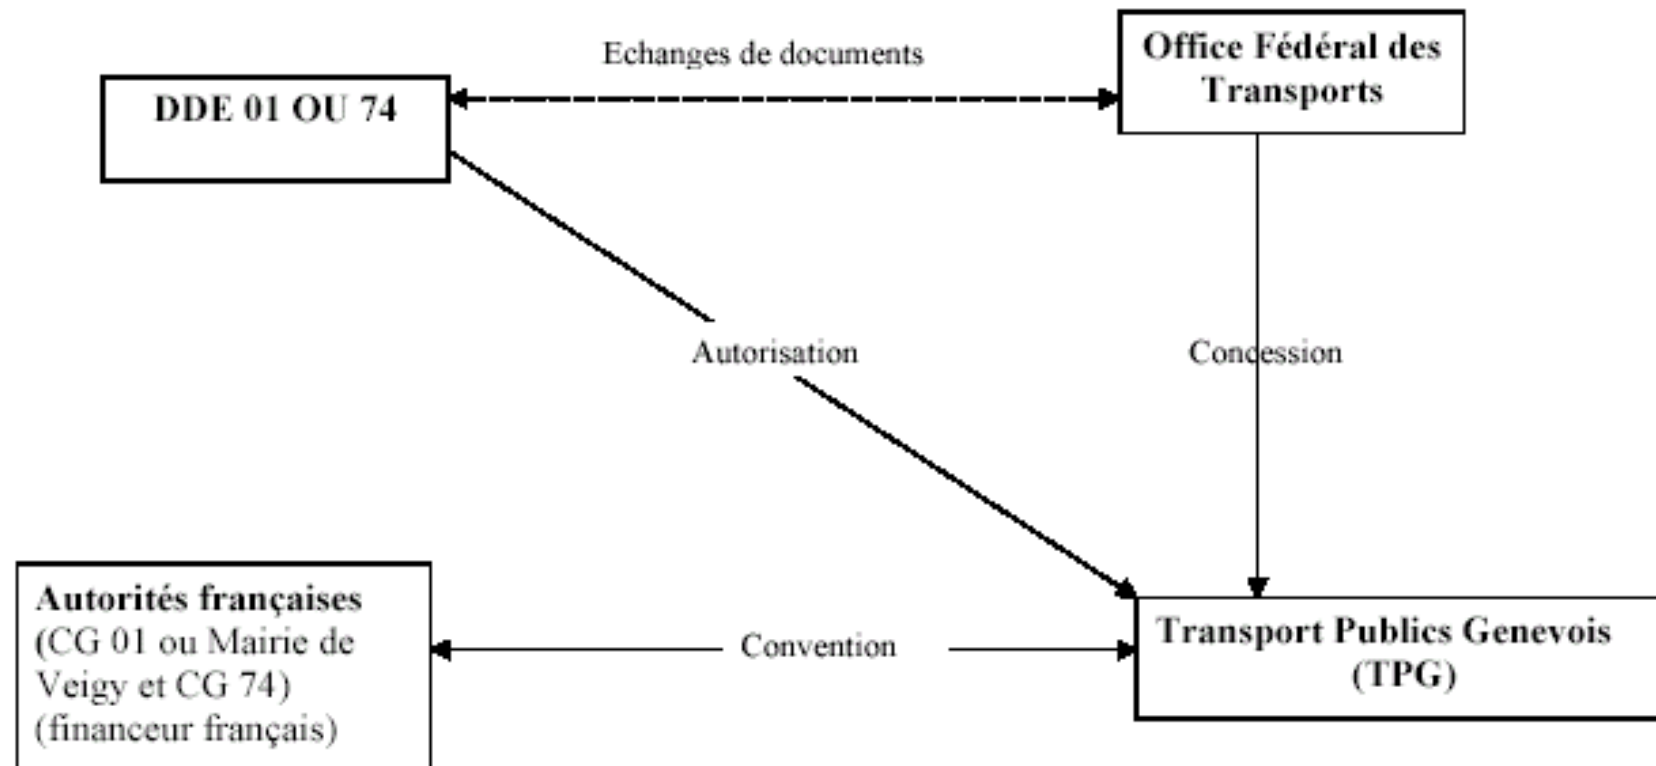 Echanges de documents
Office Fédéral des
Transports
DDE 01 OU 74
Autorisation
Concession
Autorités françaises
(CG 01 ou Mairie de
Veigy et CG 74)
(financeur français)
Convention
Transport Publics Genevois
(TPG)